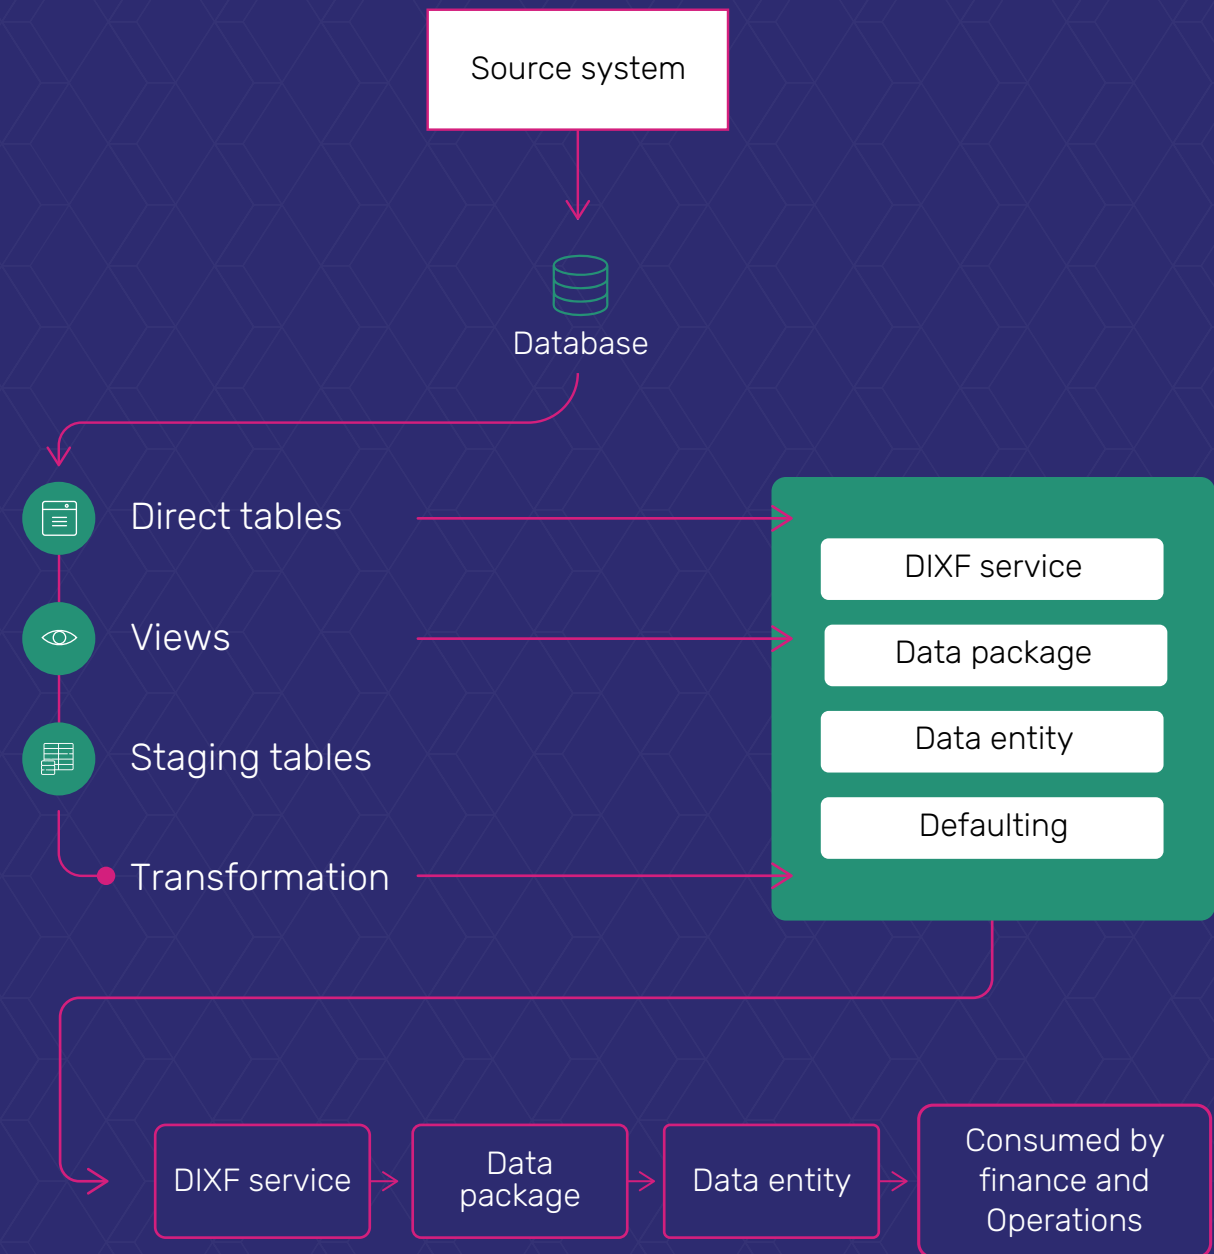 Source system
Database
Direct tables
Views
Staging tables
Transformation
DIXF service
Data package
Data entity
Defaulting
DIXF service
Data
package
Data entity
Consumed by
finance and
Operations